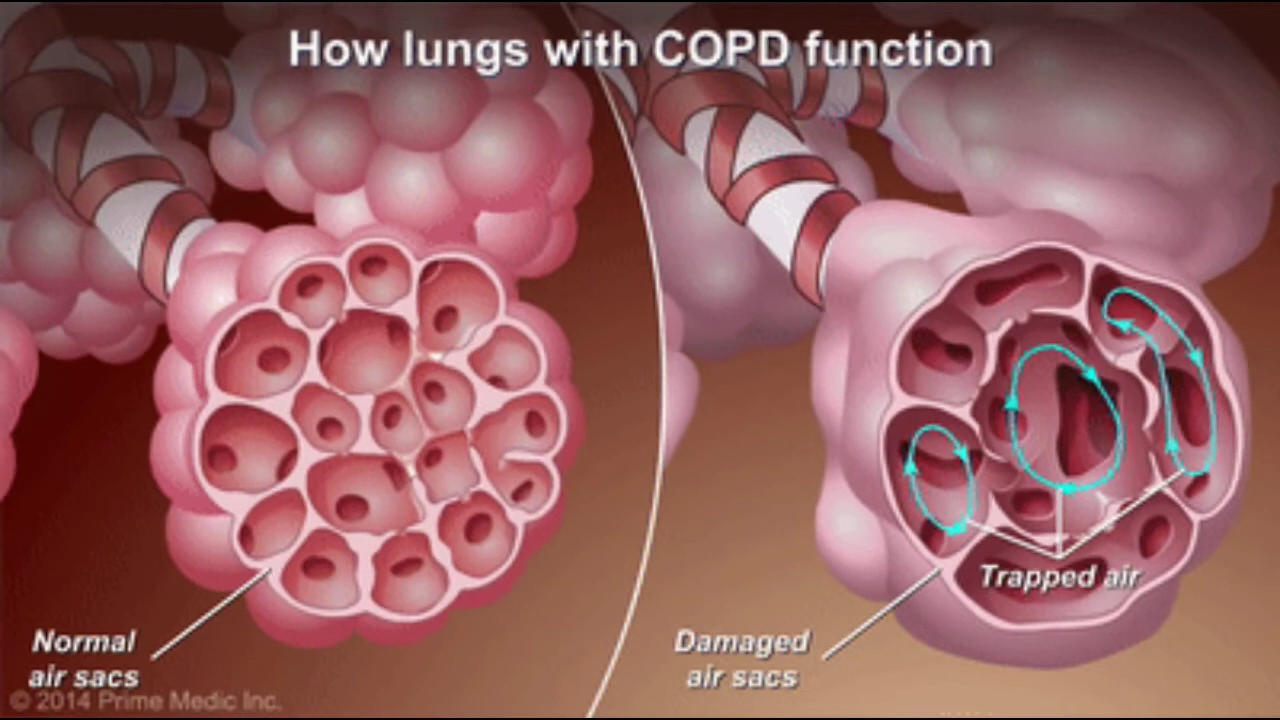 How lungs with COPD function
Trapped air
Normal
air sacs
Damaged
air sacs
© 2014 Prime Medic Inc.